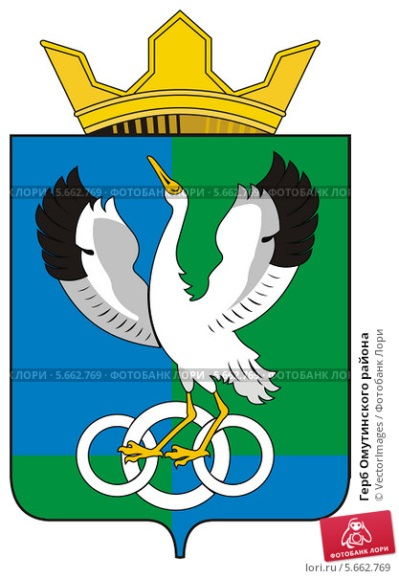 К ЛОРИ - 5.662.769 - ФОТОБАНК ЛОРИ - 5.662.769 - ФОТОБАНК ЛОРИ
К ЛОРИ - 5.662.769 - ФОТОБАНК ЛОРИ - 5.662.769 - ФОТОБАНК ЛОРИ
Герб Омутинского района
© VectorImages / Фотобанк Лори
ФОТОБАНК ЛОРИ
lori.ru › 5.662.769